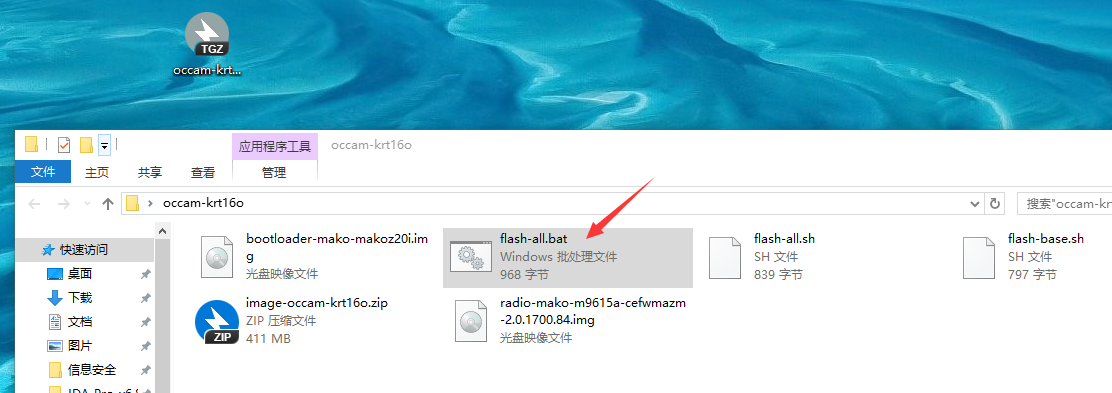 TGZ
occam-krt...
应用程序工具
occam-krt16o
文件
主页
共享
查看
管理
occam-krt16o
搜索"occam-kr
快速访问
桌面
下载
文档
图片
信息安全
bootloader-mako-makoz20i.im
g
光盘映像文件
flash-all.bat
Windows 批处理文件
968 字节
flash-all.sh
SH 文件
839 字节
flash-base.sh
SH 文件
797 字节
ZIP
image-occam-krt16o.zip
ZIP 压缩文件
411 MB
radio-mako-m9615a-cefwmazm
-2.0.1700.84.img
光盘映像文件